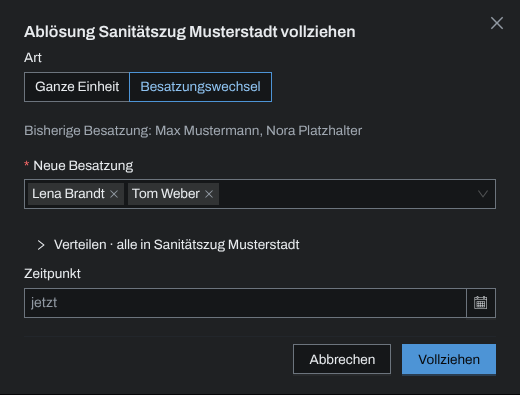 Ablösung Sanitätszug Musterstadt vollziehen
Art
Ganze Einheit Besatzungswechsel
Bisherige Besatzung: Max Mustermann, Nora Platzhalter
* Neue Besatzung
Lena Brandt Tom Weber
Verteilen · alle in Sanitätszug Musterstadt
Zeitpunkt
jetzt
Abbrechen Vollziehen